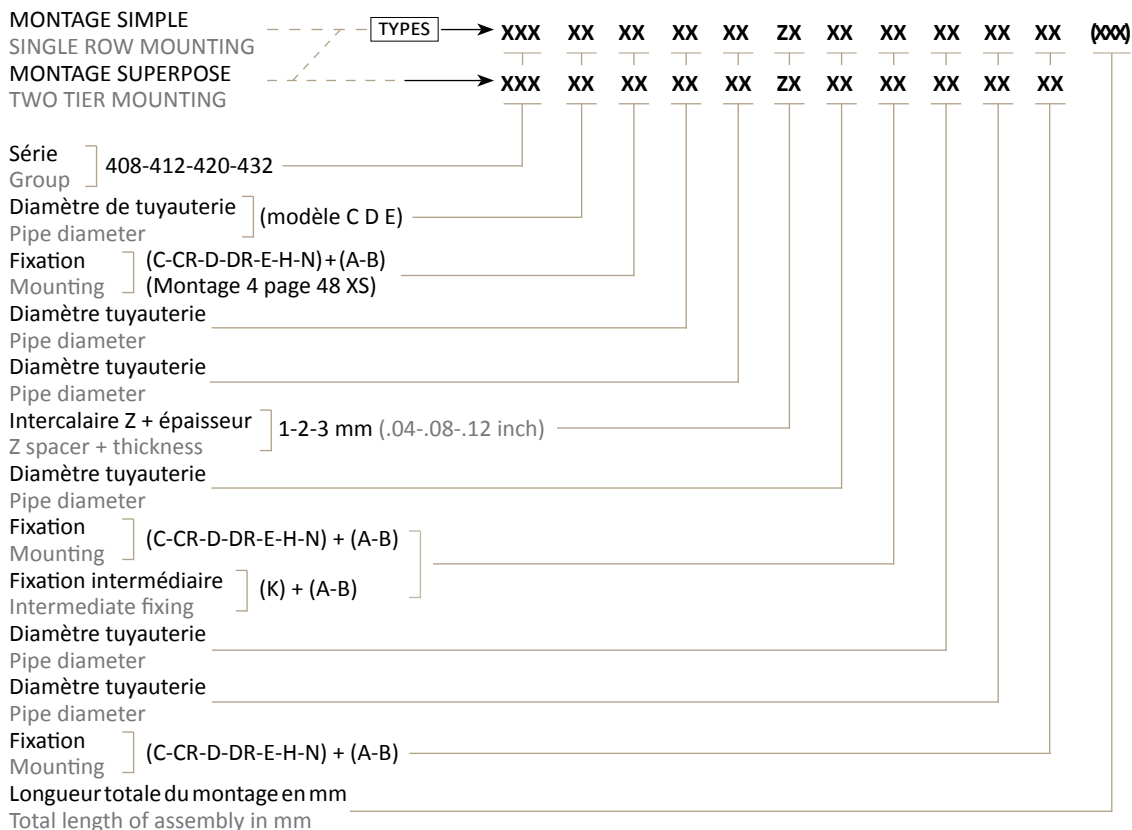 MONTAGE SIMPLE
SINGLE ROW MOUNTING
TYPES
XXX XX XX XX XX ZX XX XX XX XX XX (XXX)
MONTAGE SUPERPOSE
TWO TIER MOUNTING
XXX XX XX XX XX ZX XX XX XX XX XX
Série
Group
408-412-420-432
Diamètre de tuyauterie
Pipe diameter
(modèle C D E)
Fixation
Mounting
(C-CR-D-DR-E-H-N) + (A-B)
(Montage 4 page 48 XS)
Diamètre tuyauterie
Pipe diameter
Diamètre tuyauterie
Pipe diameter
Intercalaire Z + épaisseur
Z spacer + thickness
1-2-3 mm (.04-.08-.12 inch)
Diamètre tuyauterie
Pipe diameter
Fixation
Mounting
(C-CR-D-DR-E-H-N) + (A-B)
Fixation intermédiaire
Intermediate fixing
(K) + (A-B)
Diamètre tuyauterie
Pipe diameter
Diamètre tuyauterie
Pipe diameter
Fixation
Mounting
(C-CR-D-DR-E-H-N) + (A-B)
Longueur totale du montage en mm
Total length of assembly in mm